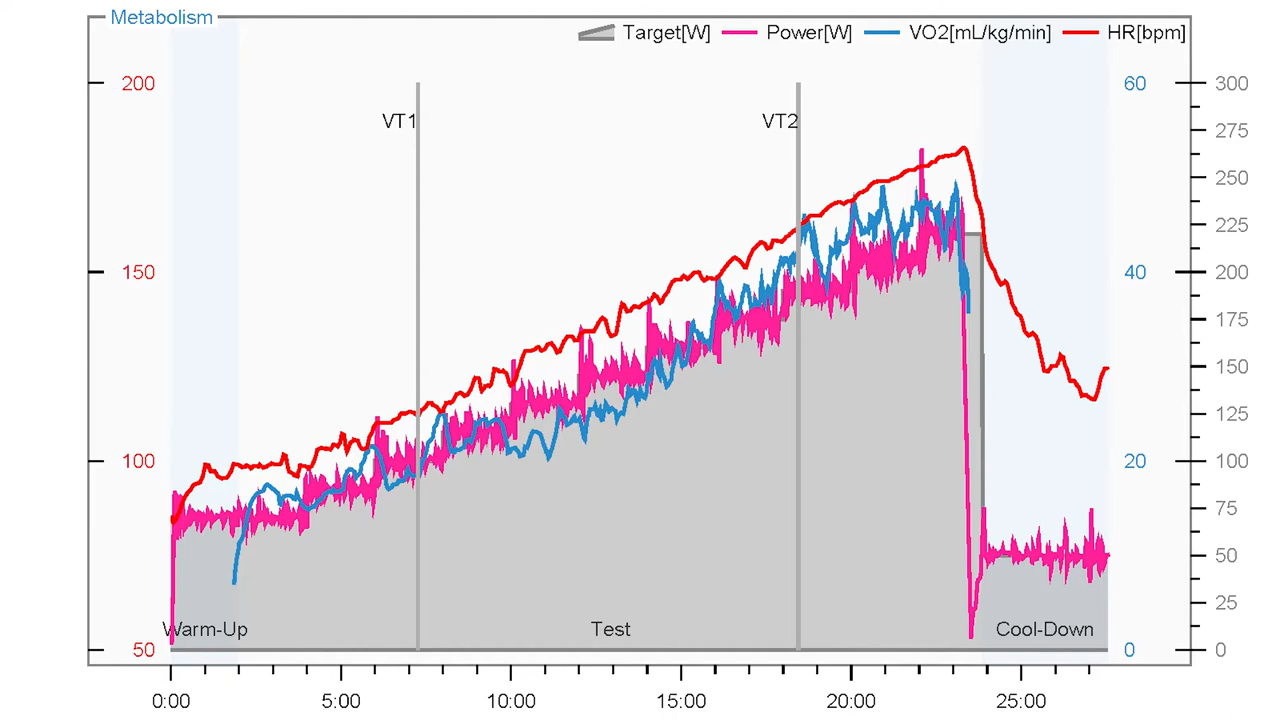 Metabolism
Target[W] Power[W] VO2[mL/kg/min] HR[bpm]
200 60 300
275
VT1 VT2
250
225
150 40 200
175
150
125
100 20 100
75
50
25
Warm-Up Test Cool-Down
50 0 0
0:00 5:00 10:00 15:00 20:00 25:00